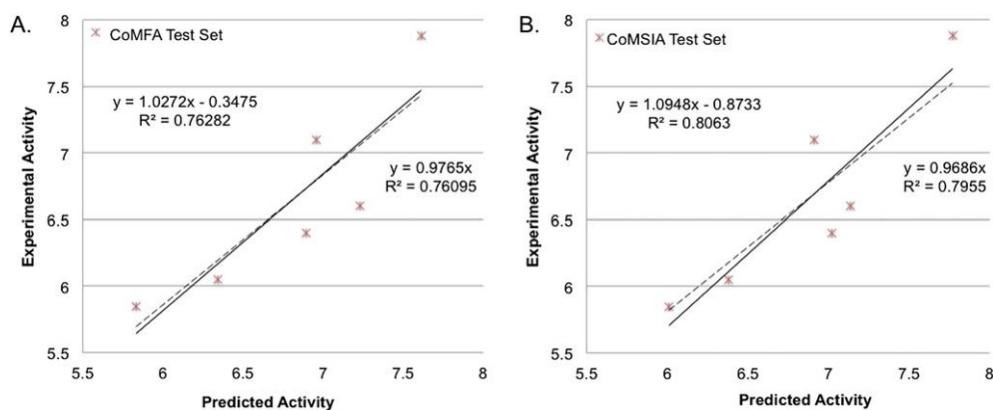 A.
CoMFA Test Set
y = 1.0272x - 0.3475
R² = 0.76282
y = 0.9765x
R² = 0.76095
8
7.5
7
6.5
6
5.5
5.5 6 6.5 7 7.5 8
Experimental Activity
Predicted Activity
B.
CoMSIA Test Set
y = 1.0948x - 0.8733
R² = 0.8063
y = 0.9686x
R² = 0.7955
8
7.5
7
6.5
6
5.5
5.5 6 6.5 7 7.5 8
Experimental Activity
Predicted Activity